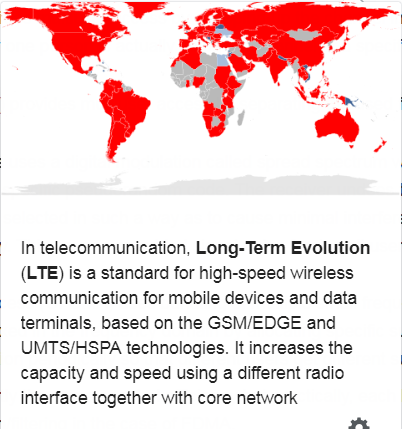 In telecommunication, Long-Term Evolution
(LTE) is a standard for high-speed wireless
communication for mobile devices and data
terminals, based on the GSM/EDGE and
UMTS/HSPA technologies. It increases the
capacity and speed using a different radio
interface together with core network